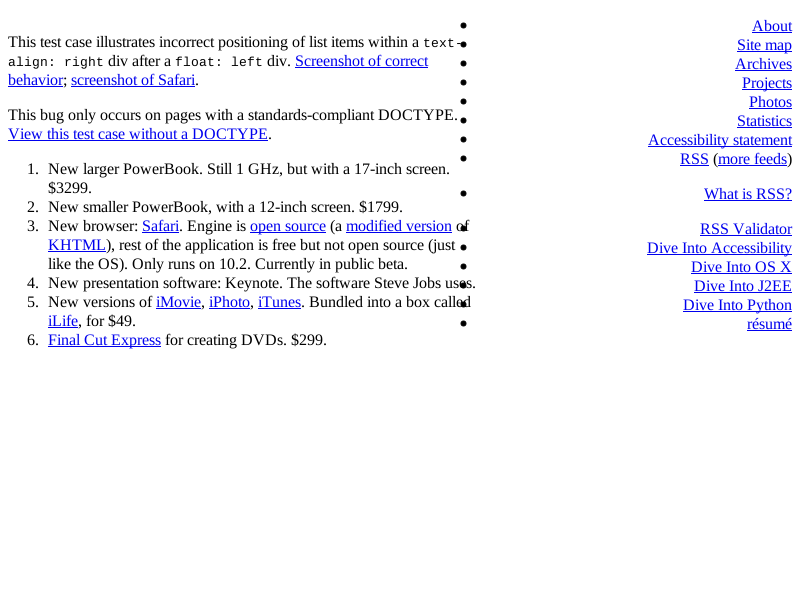 This test case illustrates incorrect positioning of list items within a text-
align: right div after a float: left div. Screenshot of correct
behavior; screenshot of Safari.
This bug only occurs on pages with a standards-compliant DOCTYPE.
View this test case without a DOCTYPE.
1. New larger PowerBook. Still 1 GHz, but with a 17-inch screen.
$3299.
2. New smaller PowerBook, with a 12-inch screen. $1799.
3. New browser: Safari. Engine is open source (a modified version of
KHTML), rest of the application is free but not open source (just
like the OS). Only runs on 10.2. Currently in public beta.
4. New presentation software: Keynote. The software Steve Jobs uses.
5. New versions of iMovie, iPhoto, iTunes. Bundled into a box called
iLife, for $49.
6. Final Cut Express for creating DVDs. $299.
About
Site map
Archives
Projects
Photos
Statistics
Accessibility statement
RSS (more feeds)
What is RSS?
RSS Validator
Dive Into Accessibility
Dive Into OS X
Dive Into J2EE
Dive Into Python
résumé